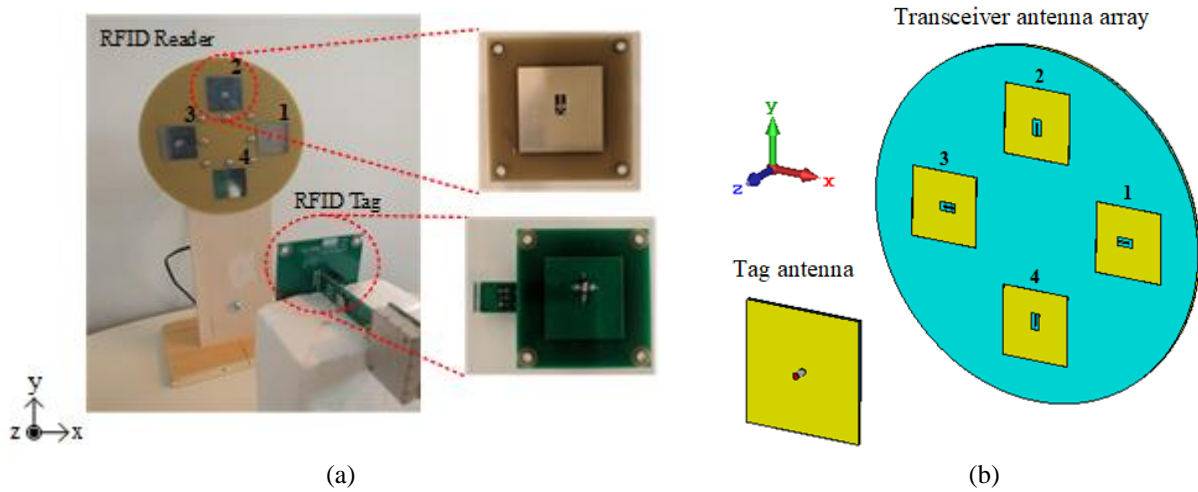 RFID Reader
2
3
1
4
RFID Tag
y
z
x
(a)
Transceiver antenna array
2
y
3
z
x
1
Tag antenna
4
(b)